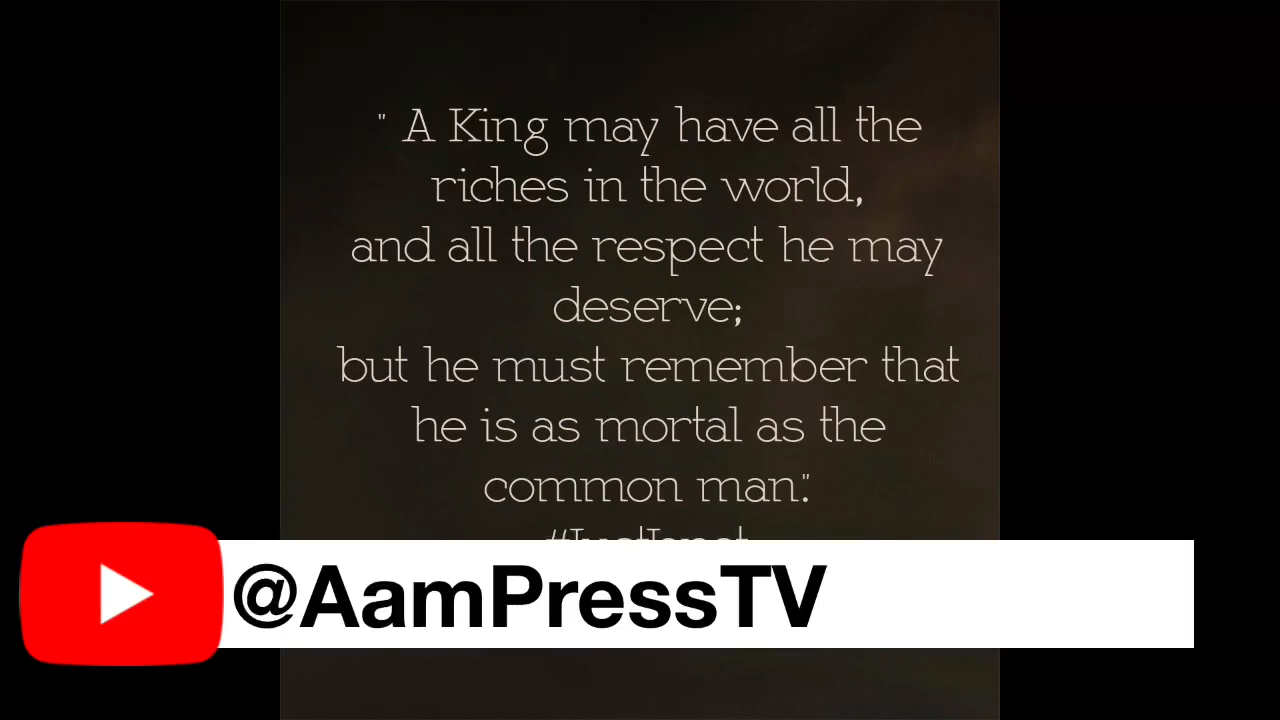 " A King may have all the
riches in the world,
and all the respect he may
deserve;
but he must remember that
he is as mortal as the
common man."
@AamPressTV